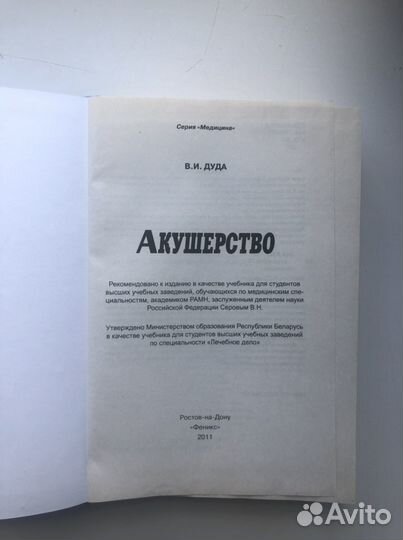 Серия «Медицина»
В.И. ДУДА
АКУШЕРСТВО
Рекомендовано к изданию в качестве учебника для студентов
высших учебных заведений, обучающихся по медицинским спе-
циальностям, академиком РАМН, заслуженным деятелем науки
Российской Федерации Серовым В.Н.
Утверждено Министерством образования Республики Беларусь
в качестве учебника для студентов высших учебных заведений
по специальности «Лечебное дело»
Ростов-на-Дону
«Феникс»
2011
Avito